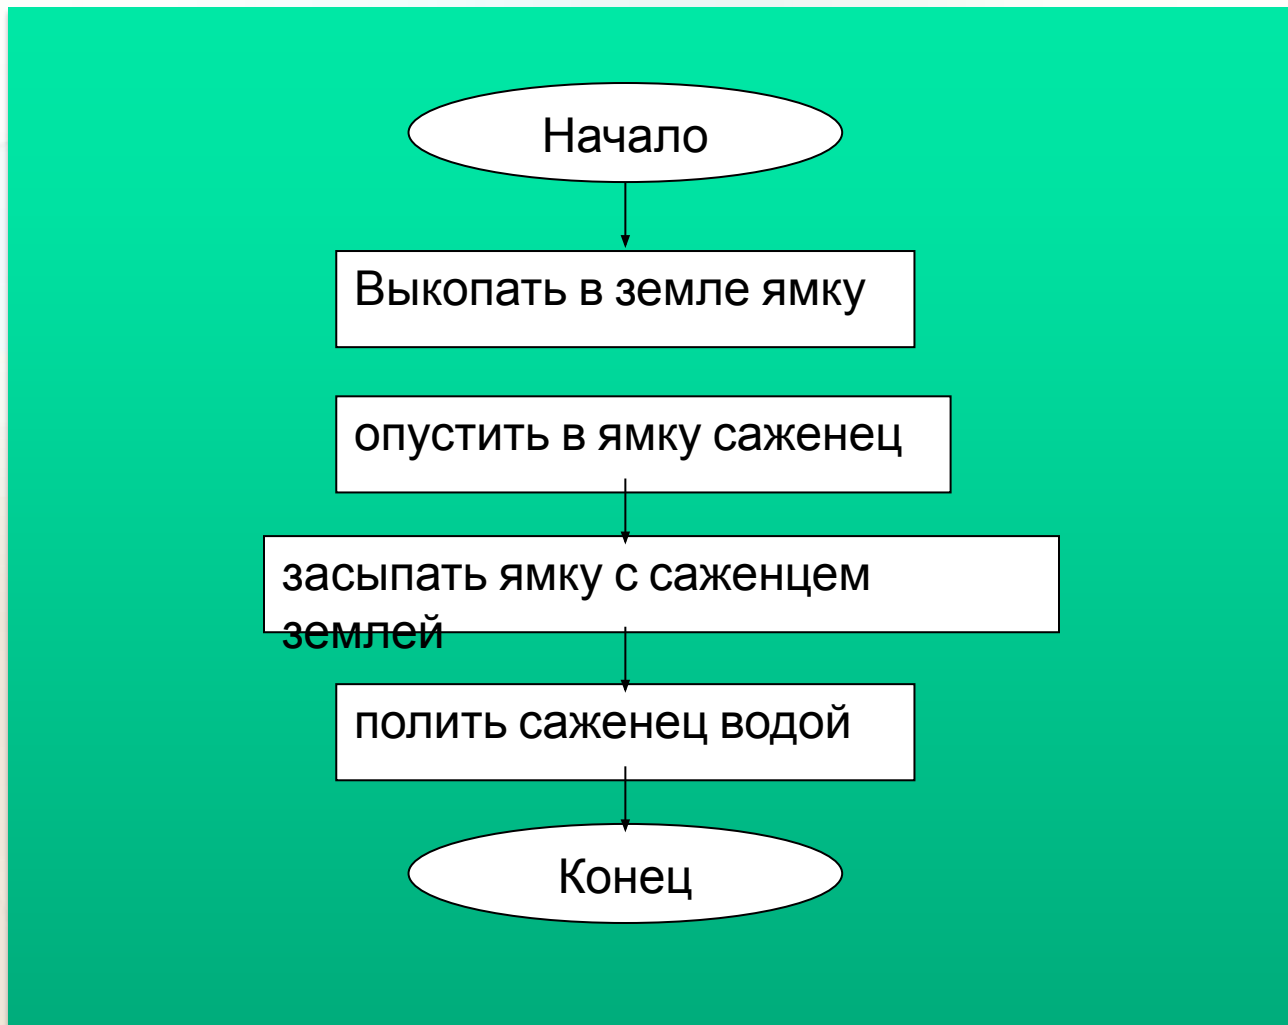 Начало
Выкопать в земле ямку
опустить в ямку саженец
засыпать ямку с саженцем
землей
полить саженец водой
Конец